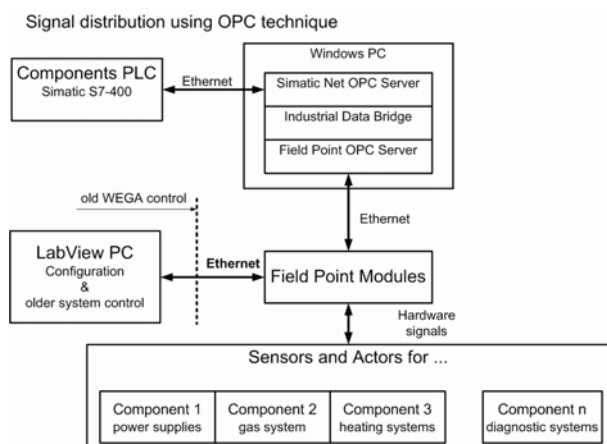 Signal distribution using OPC technique
Windows PC
Components PLC
Simatic S7-400
Ethernet
Simatic Net OPC Server
Industrial Data Bridge
Field Point OPC Server
old WEGA control
Ethernet
LabView PC
Configuration
&
older system control
Ethernet
Field Point Modules
Hardware
signals
Sensors and Actors for ...
Component 1
power supplies
Component 2
gas system
Component 3
heating systems
Component n
diagnostic systems